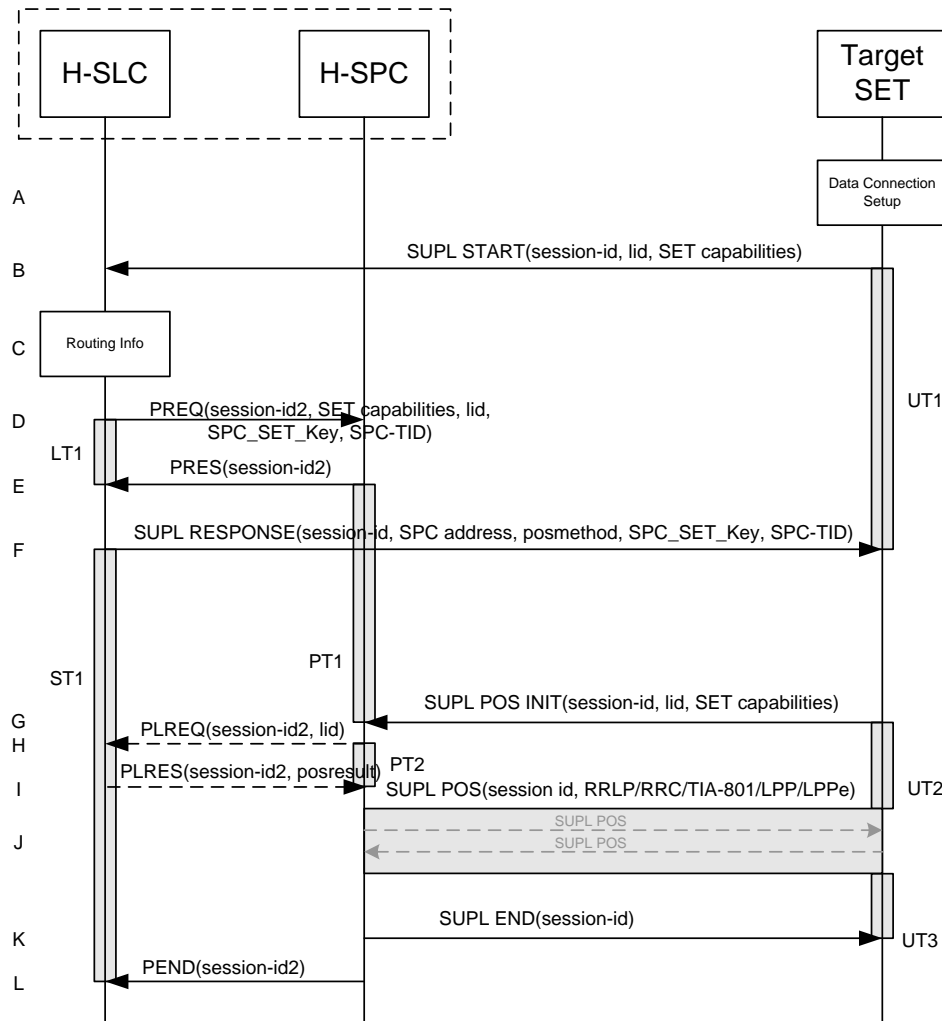 H-SLC
H-SPC
Target
SET
A
Data Connection
Setup
B
SUPL START(session-id, lid, SET capabilities)
C
Routing Info
UT1
D
PREQ(session-id2, SET capabilities, lid,
SPC_SET_Key, SPC-TID)
LT1
E
PRES(session-id2)
F
SUPL RESPONSE(session-id, SPC address, posmethod, SPC_SET_Key, SPC-TID)
PT1
ST1
G
SUPL POS INIT(session-id, lid, SET capabilities)
H
PLREQ(session-id2, lid)
PT2
I
PLRES(session-id2, posresult)
SUPL POS(session id, RRLP/RRC/TIA-801/LPP/LPPe)
UT2
SUPL POS
J
SUPL POS
K
SUPL END(session-id)
UT3
L
PEND(session-id2)